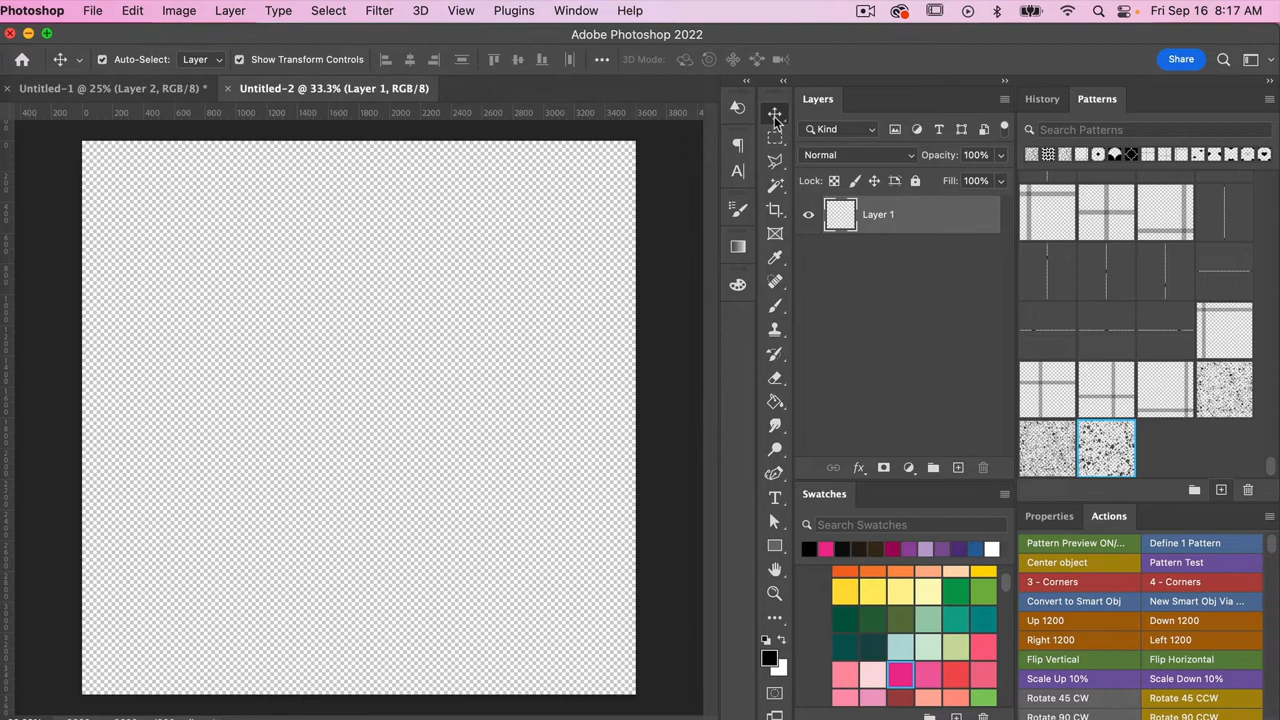 Photoshop File Edit Image Layer Type Select Filter 3D View Plugins Window Help Fri Sep 16 8:17 AM
Adobe Photoshop 2022
Auto-Select: Layer Show Transform Controls 3D Mode: Share
Untitled-1 @ 25% (Layer 2, RGB/8) * Untitled-2 @ 33.3% (Layer 1, RGB/8)
400 200 0 200 400 600 800 1000 1200 1400 1600 1800 2000 2200 2400 2600 2800 3000 3200 3400 3600 3800 4000
Layers
History Patterns
Kind
Search Patterns
Normal Opacity: 100%
Lock: Fill: 100%
Layer 1
Swatches
Search Swatches
Properties Actions
Pattern Preview ON/... Define 1 Pattern
Center object Pattern Test
3 - Corners 4 - Corners
Convert to Smart Obj New Smart Obj Via ...
Up 1200 Down 1200
Right 1200 Left 1200
Flip Vertical Flip Horizontal
Scale Up 10% Scale Down 10%
Rotate 45 CW Rotate 45 CCW
Rotate 90 CW Rotate 90 CCW